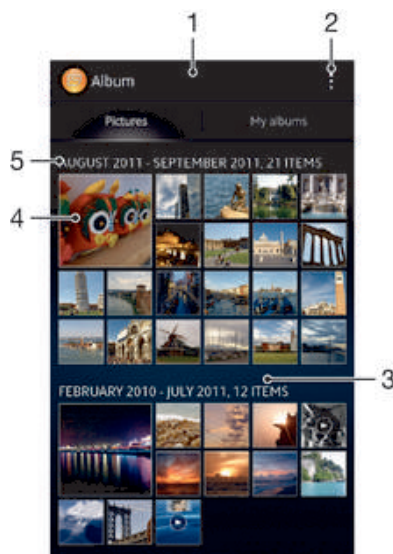 1 2
Album
Pictures My albums
5 AUGUST 2011 - SEPTEMBER 2011, 21 ITEMS
4
3
FEBRUARY 2010 - JULY 2011, 12 ITEMS